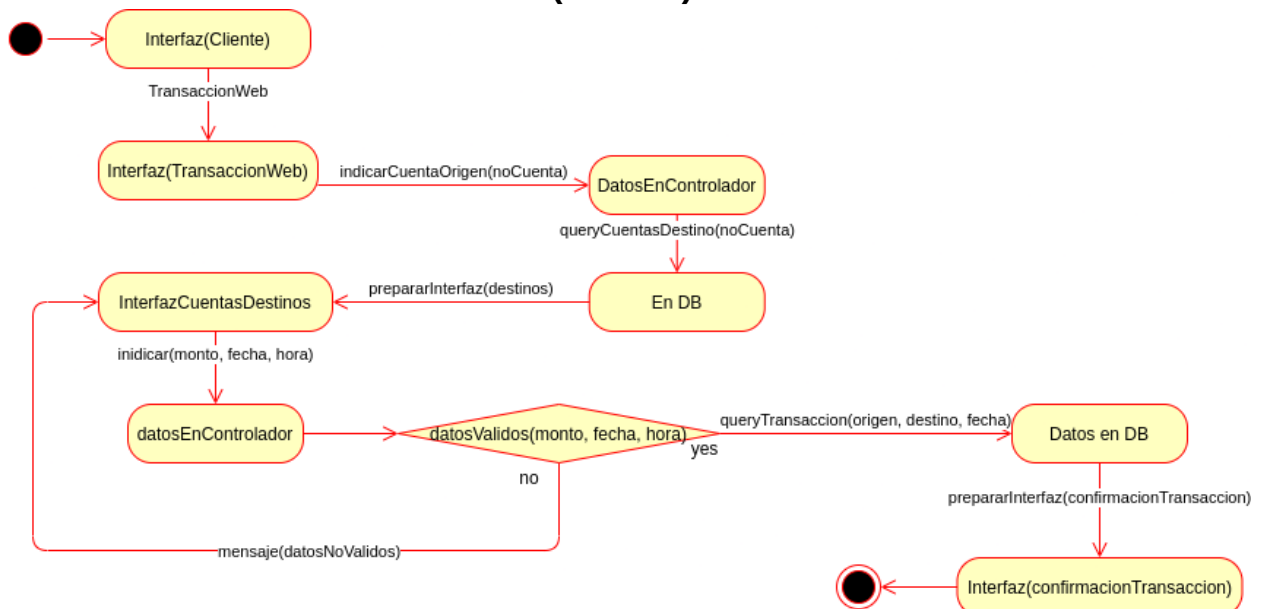 Interfaz(Cliente)
TransaccionWeb
Interfaz(TransaccionWeb)
indicarCuentaOrigen(noCuenta)
DatosEnControlador
queryCuentasDestino(noCuenta)
InterfazCuentasDestinos
prepararInterfaz(destinos)
En DB
inidicar(monto, fecha, hora)
datosEnControlador
datosValidos(monto, fecha, hora)
queryTransaccion(origen, destino, fecha)
yes
Datos en DB
no
prepararInterfaz(confirmacionTransaccion)
mensaje(datosNoValidos)
Interfaz(confirmacionTransaccion)